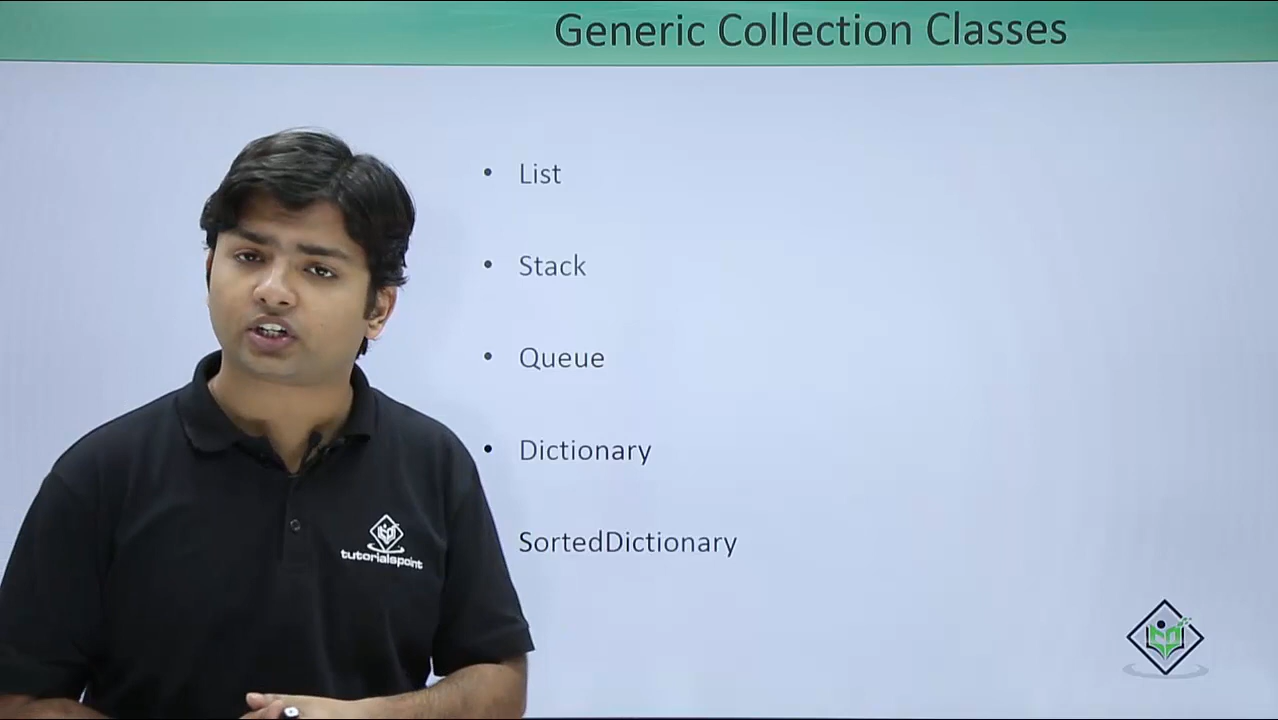 Generic Collection Classes
• List
• Stack
• Queue
• Dictionary
SortedDictionary
tutorialspoint